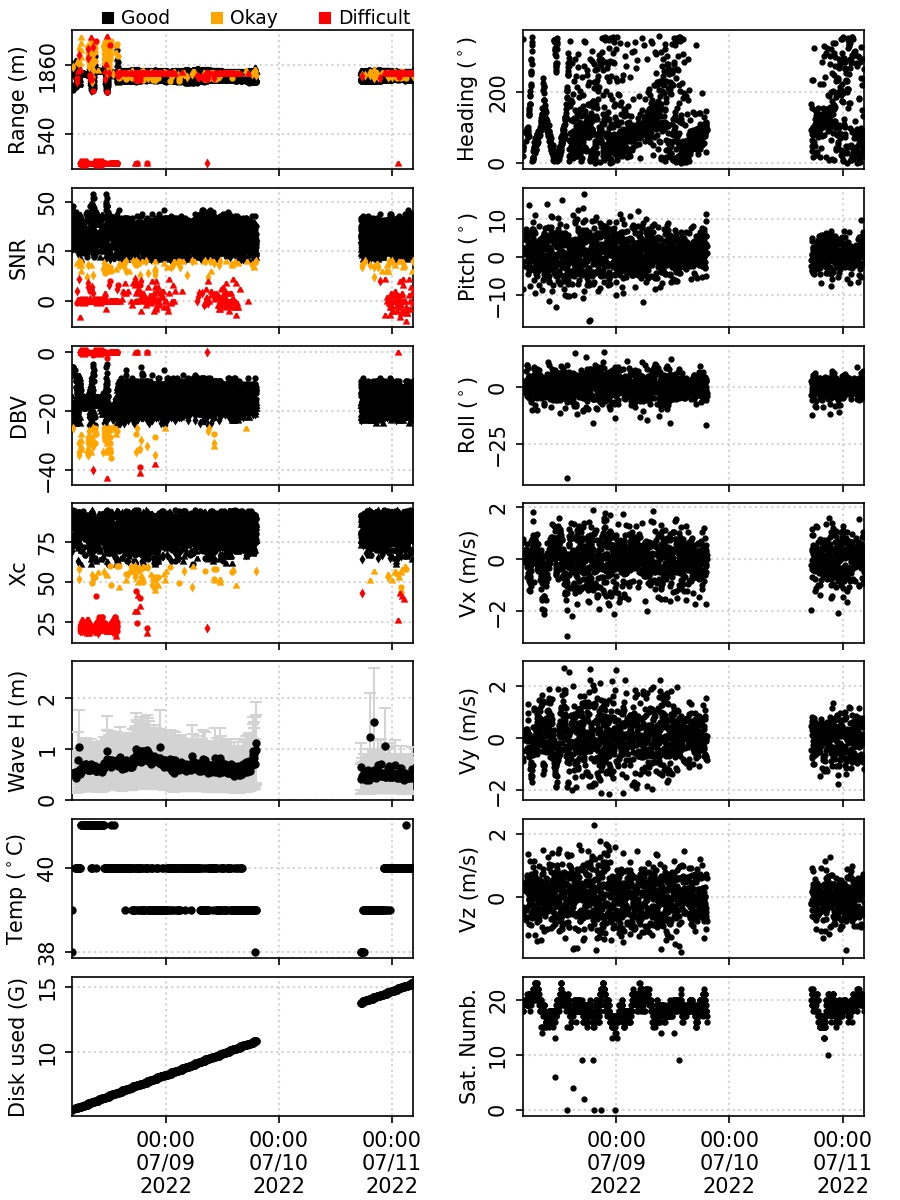 Good Okay Difficult
Range (m)
1860
540
Heading (°)
200
0
SNR
50
25
0
Pitch (°)
10
0
−10
DBV
0
−20
−40
Roll (°)
0
−25
Xc
75
50
25
Vx (m/s)
2
0
−2
Wave H (m)
2
1
0
Vy (m/s)
2
0
−2
Temp (°C)
40
38
Vz (m/s)
2
0
Disk used (G)
15
10
Sat. Numb.
20
10
0
00:00 00:00 00:00 00:00 00:00 00:00
07/09 07/10 07/11 07/09 07/10 07/11
2022 2022 2022 2022 2022 2022